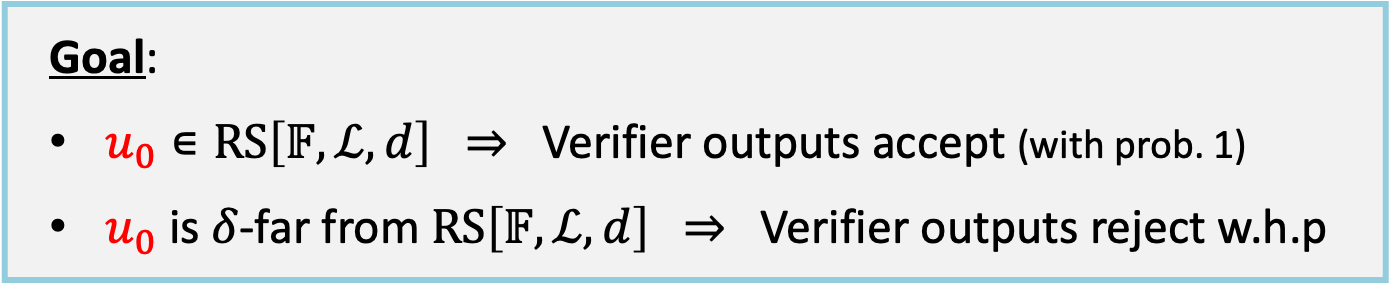 Goal:
• u₀ ∈ RS[𝔽, ℒ, d] ⇒ Verifier outputs accept (with prob. 1)
• u₀ is δ-far from RS[𝔽, ℒ, d] ⇒ Verifier outputs reject w.h.p